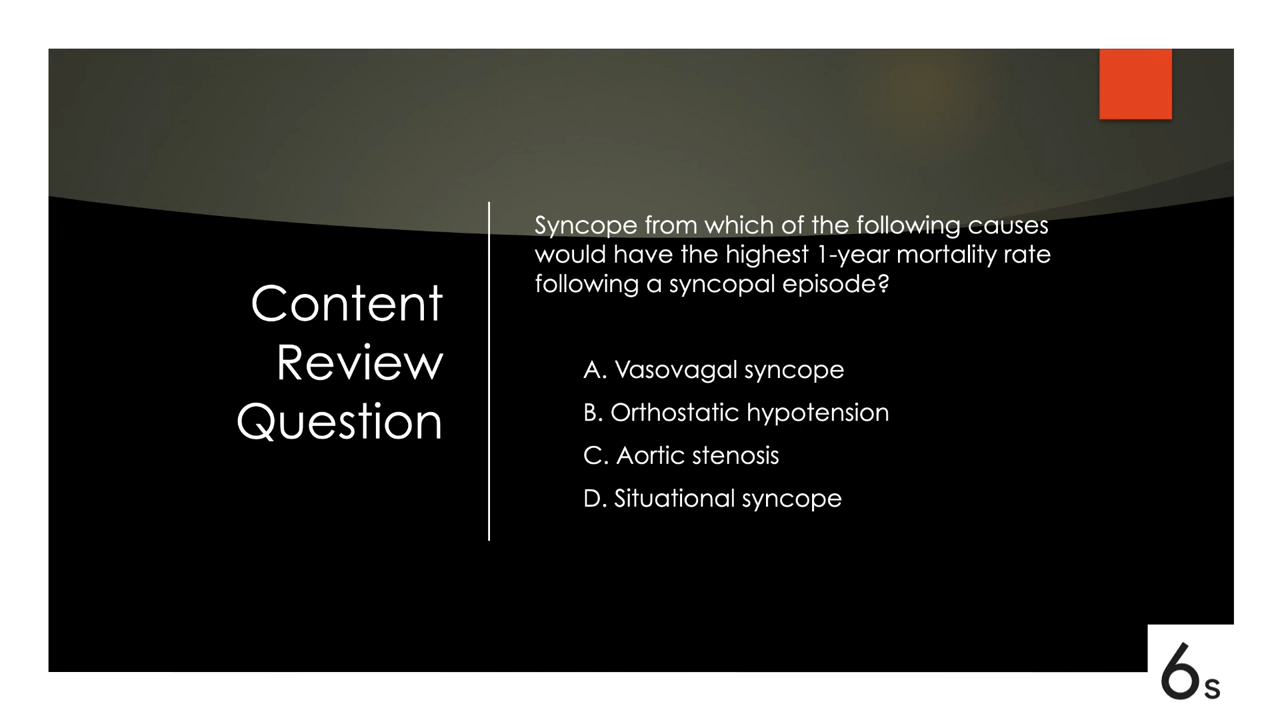 Content
Review
Question
Syncope from which of the following causes
would have the highest 1-year mortality rate
following a syncopal episode?
A. Vasovagal syncope
B. Orthostatic hypotension
C. Aortic stenosis
D. Situational syncope
6s